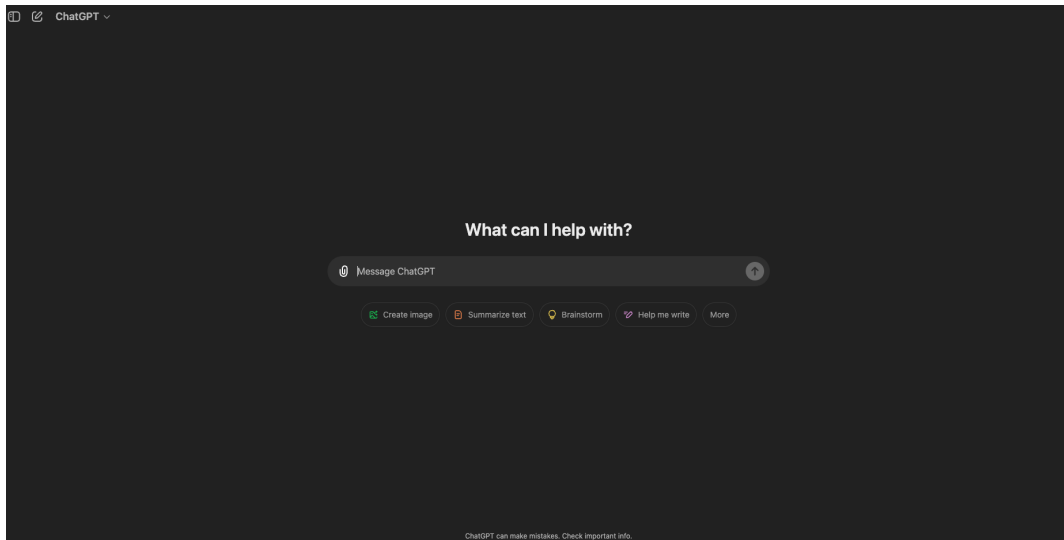 ChatGPT
What can I help with?
Message ChatGPT
Create image Summarize text Brainstorm Help me write More
ChatGPT can make mistakes. Check important info.